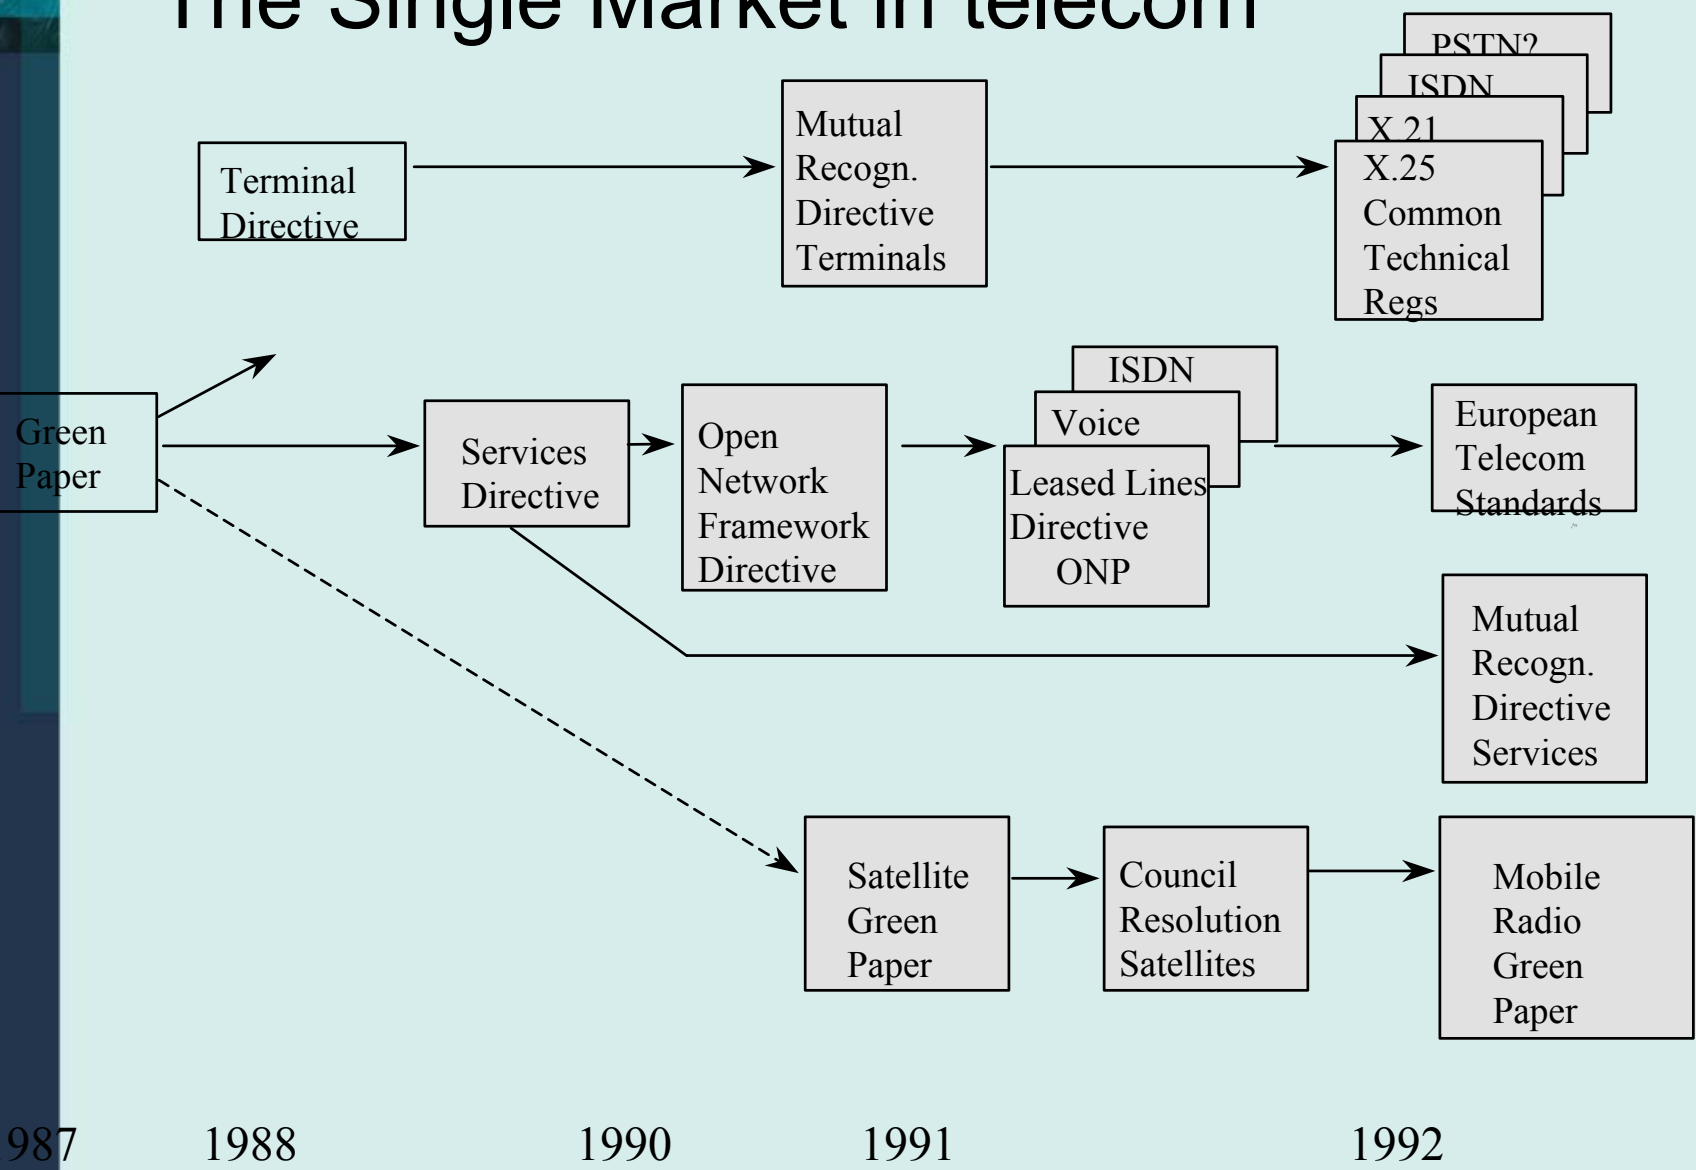 The Single Market in telecom
PSTN?
ISDN
X.21
X.25
Common
Technical
Regs
Mutual
Recogn.
Directive
Terminals
Terminal
Directive
Green
Paper
Services
Directive
Open
Network
Framework
Directive
ISDN
Voice
Leased Lines
Directive
ONP
European
Telecom
Standards
Mutual
Recogn.
Directive
Services
Satellite
Green
Paper
Council
Resolution
Satellites
Mobile
Radio
Green
Paper
987 1988 1990 1991 1992